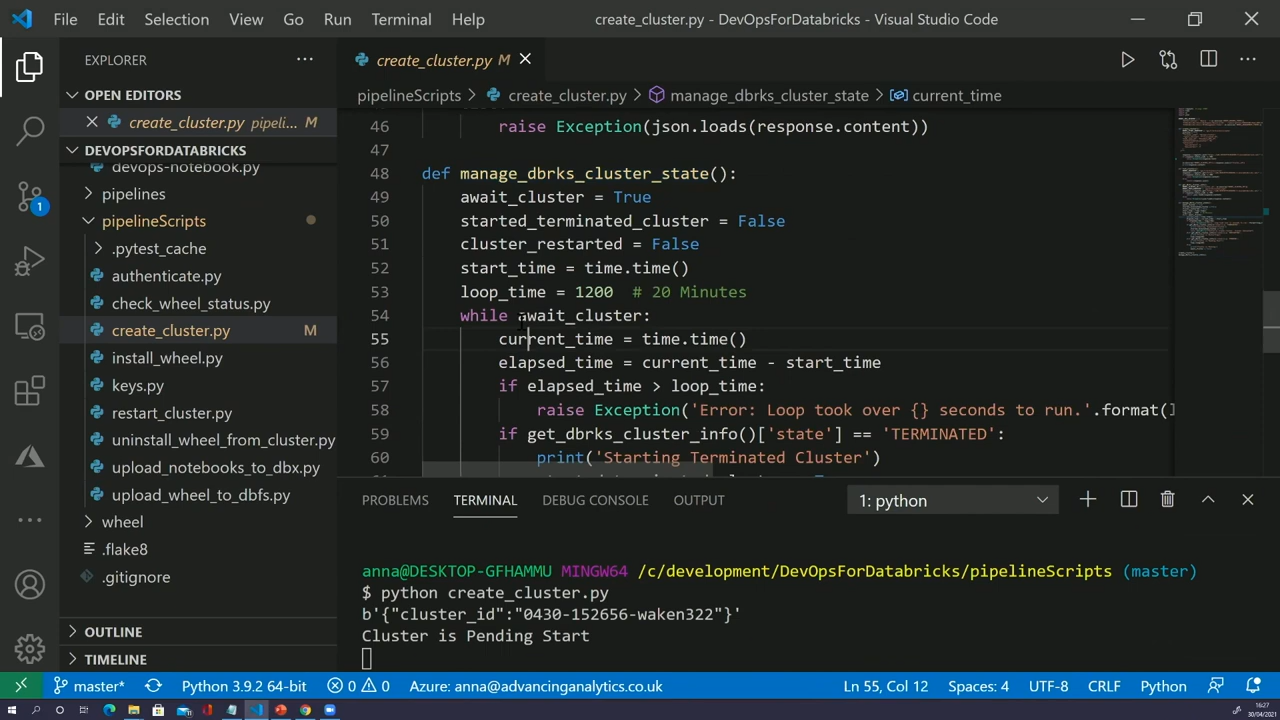 File Edit Selection View Go Run Terminal Help create_cluster.py - DevOpsForDatabricks - Visual Studio Code
EXPLORER
OPEN EDITORS
create_cluster.py pipeli... M
DEVOPSFORDATABRICKS
devops-notebook.py
pipelines
pipelineScripts
.pytest_cache
authenticate.py
check_wheel_status.py
create_cluster.py M
install_wheel.py
keys.py
restart_cluster.py
uninstall_wheel_from_cluster.py
upload_notebooks_to_dbx.py
upload_wheel_to_dbfs.py
wheel
.flake8
.gitignore
OUTLINE
TIMELINE
1
create_cluster.py M
pipelineScripts > create_cluster.py > manage_dbrks_cluster_state > current_time
46 raise Exception(json.loads(response.content))
47
48 def manage_dbrks_cluster_state():
49 await_cluster = True
50 started_terminated_cluster = False
51 cluster_restarted = False
52 start_time = time.time()
53 loop_time = 1200 # 20 Minutes
54 while await_cluster:
55 current_time = time.time()
56 elapsed_time = current_time - start_time
57 if elapsed_time > loop_time:
58 raise Exception('Error: Loop took over {} seconds to run.'.format(
59 if get_dbrks_cluster_info()['state'] == 'TERMINATED':
60 print('Starting Terminated Cluster')
PROBLEMS TERMINAL DEBUG CONSOLE OUTPUT 1: python
anna@DESKTOP-GFHAMMU MINGW64 /c/development/DevOpsForDatabricks/pipelineScripts (master)
$ python create_cluster.py
b'{"cluster_id":"0430-152656-waken322"}'
Cluster is Pending Start
master* Python 3.9.2 64-bit 0 0 Azure: anna@advancinganalytics.co.uk Ln 55, Col 12 Spaces: 4 UTF-8 CRLF Python
16:27
30/04/2021